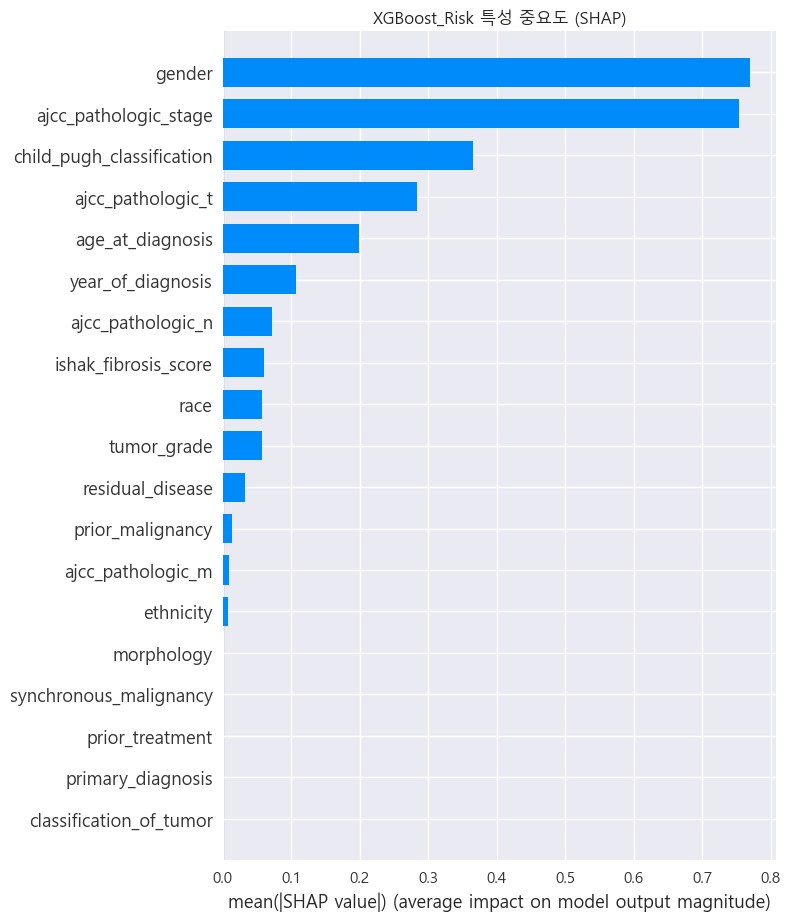 XGBoost_Risk 특성 중요도 (SHAP)
gender
ajcc_pathologic_stage
child_pugh_classification
ajcc_pathologic_t
age_at_diagnosis
year_of_diagnosis
ajcc_pathologic_n
ishak_fibrosis_score
race
tumor_grade
residual_disease
prior_malignancy
ajcc_pathologic_m
ethnicity
morphology
synchronous_malignancy
prior_treatment
primary_diagnosis
classification_of_tumor
0.0 0.1 0.2 0.3 0.4 0.5 0.6 0.7 0.8
mean(|SHAP value|) (average impact on model output magnitude)